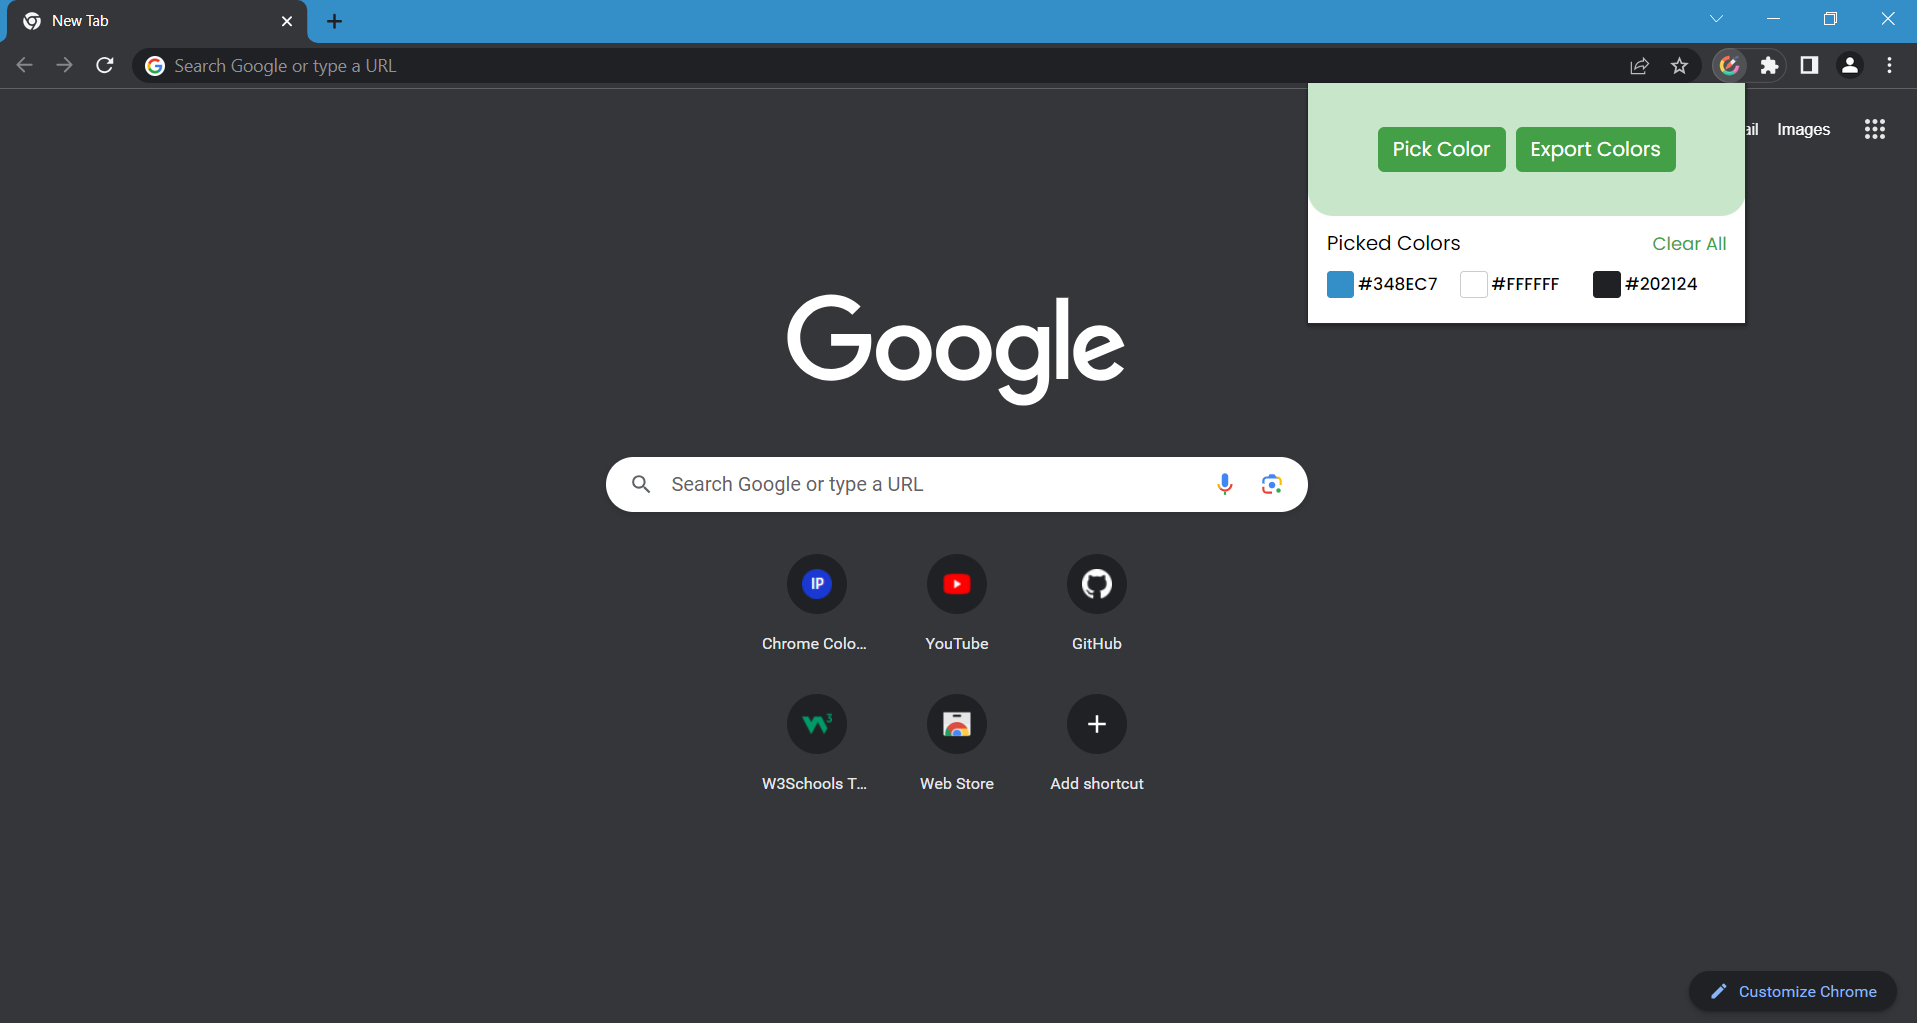 New Tab
Search Google or type a URL
ail Images
Pick Color Export Colors
Picked Colors Clear All
#348EC7 #FFFFFF #202124
Google
Search Google or type a URL
IP
Chrome Colo... YouTube GitHub
W3
W3Schools T... Web Store Add shortcut
Customize Chrome